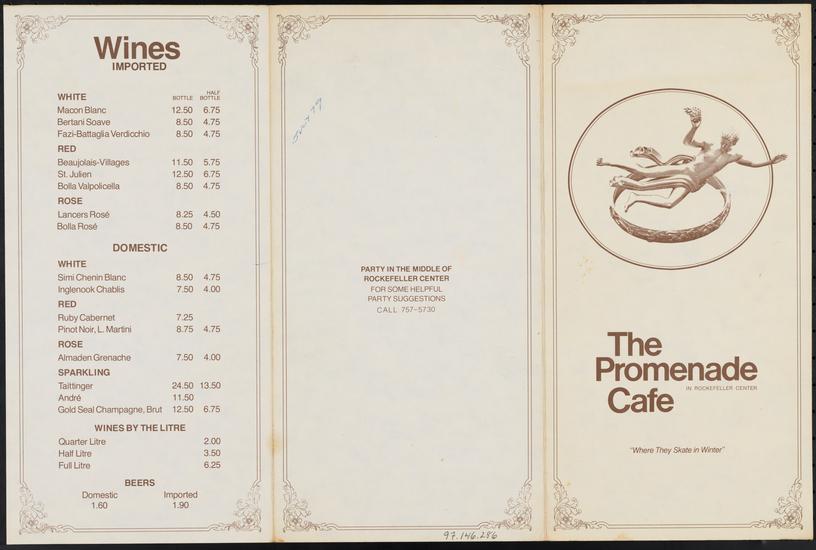 Wines
IMPORTED
WHITE BOTTLE HALF BOTTLE
Macon Blanc 12.50 6.75
Bertani Soave 8.50 4.75
Fazi-Battaglia Verdicchio 8.50 4.75
RED
Beaujolais-Villages 11.50 5.75
St. Julien 12.50 6.75
Bolla Valpolicella 8.50 4.75
ROSE
Lancers Rosé 8.25 4.50
Bolla Rosé 8.50 4.75
DOMESTIC
WHITE
Simi Chenin Blanc 8.50 4.75
Inglenook Chablis 7.50 4.00
RED
Ruby Cabernet 7.25
Pinot Noir, L. Martini 8.75 4.75
ROSE
Almaden Grenache 7.50 4.00
SPARKLING
Taittinger 24.50 13.50
André 11.50
Gold Seal Champagne, Brut 12.50 6.75
WINES BY THE LITRE
Quarter Litre 2.00
Half Litre 3.50
Full Litre 6.25
BEERS
Domestic Imported
1.60 1.90
PARTY IN THE MIDDLE OF
ROCKEFELLER CENTER
FOR SOME HELPFUL
PARTY SUGGESTIONS
CALL 757-5730
97.146.286
The
Promenade
IN ROCKEFELLER CENTER
Cafe
"Where They Skate in Winter"